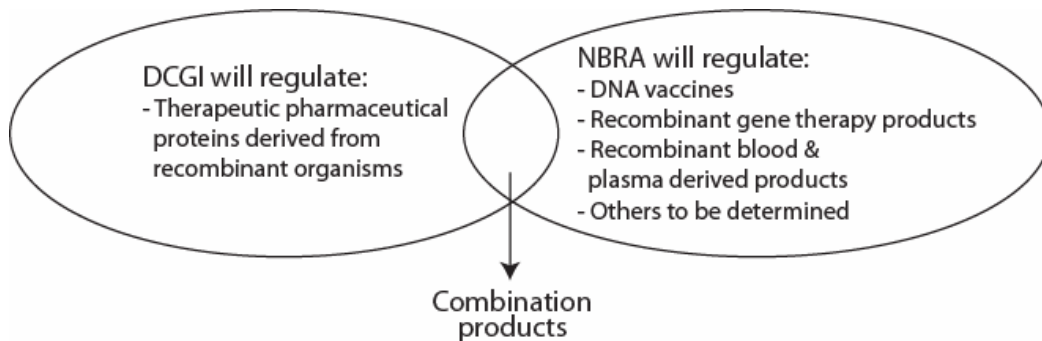 DCGI will regulate:
- Therapeutic pharmaceutical
proteins derived from
recombinant organisms
NBRA will regulate:
- DNA vaccines
- Recombinant gene therapy products
- Recombinant blood &
plasma derived products
- Others to be determined
Combination
products